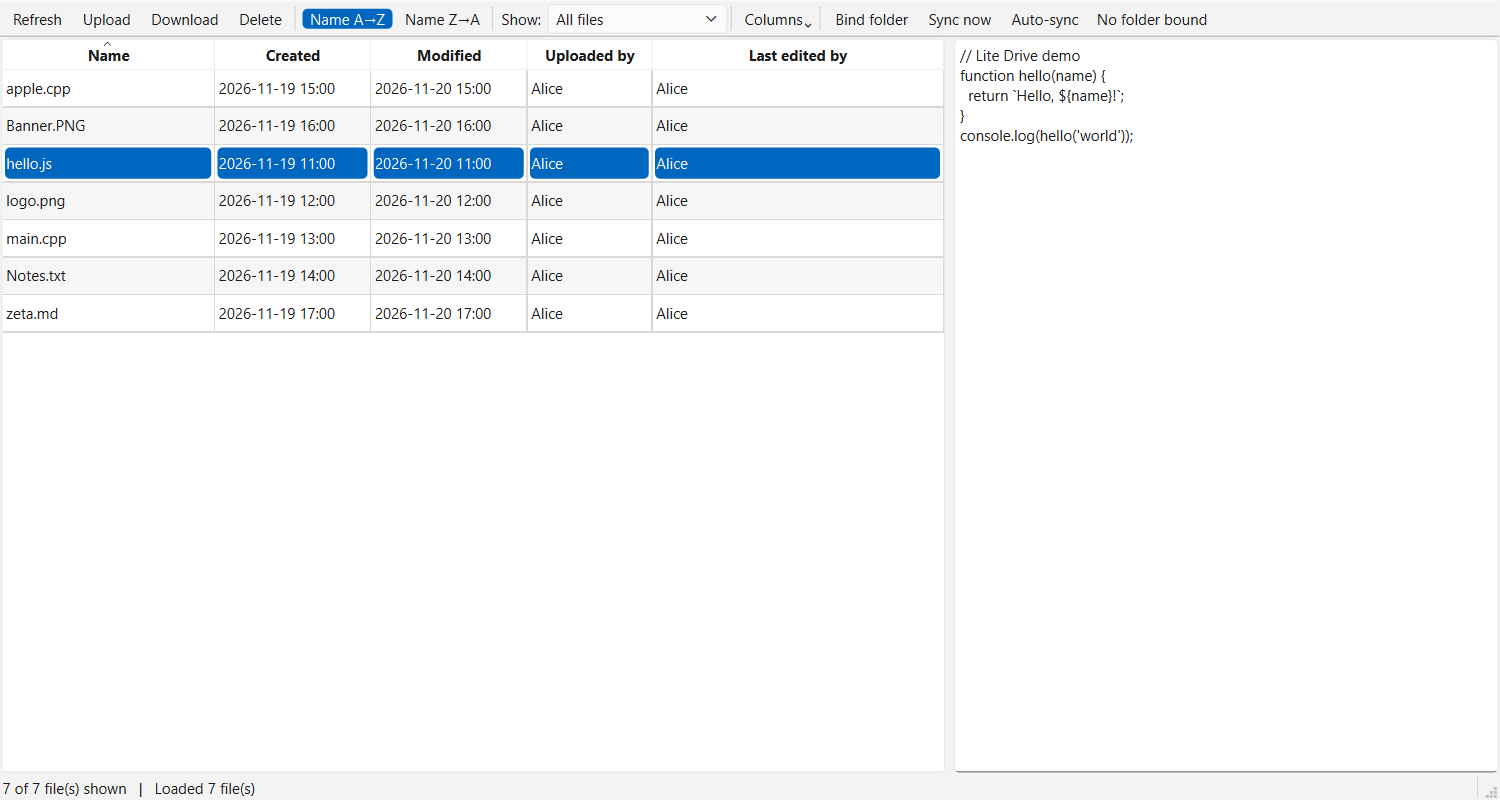 Refresh Upload Download Delete Name A→Z Name Z→A Show: All files Columns Bind folder Sync now Auto-sync No folder bound
Name Created Modified Uploaded by Last edited by
apple.cpp 2026-11-19 15:00 2026-11-20 15:00 Alice Alice
Banner.PNG 2026-11-19 16:00 2026-11-20 16:00 Alice Alice
hello.js 2026-11-19 11:00 2026-11-20 11:00 Alice Alice
logo.png 2026-11-19 12:00 2026-11-20 12:00 Alice Alice
main.cpp 2026-11-19 13:00 2026-11-20 13:00 Alice Alice
Notes.txt 2026-11-19 14:00 2026-11-20 14:00 Alice Alice
zeta.md 2026-11-19 17:00 2026-11-20 17:00 Alice Alice
// Lite Drive demo
function hello(name) {
  return `Hello, ${name}!`;
}
console.log(hello('world'));
7 of 7 file(s) shown | Loaded 7 file(s)